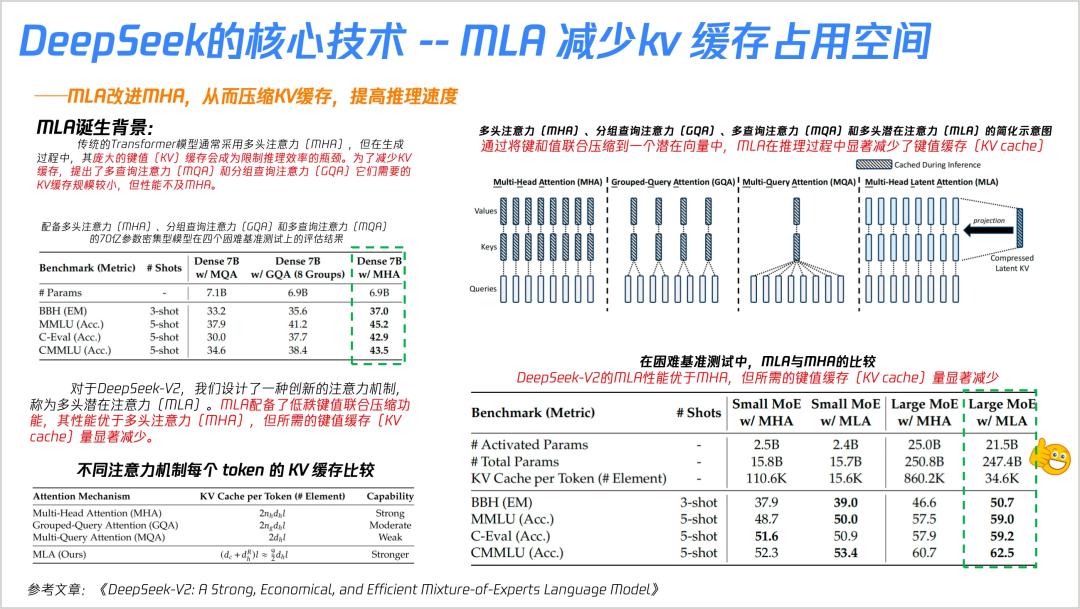 DeepSeek的核心技术 -- MLA 减少kv 缓存占用空间
——MLA改进MHA，从而压缩KV缓存，提高推理速度
MLA诞生背景：
传统的Transformer模型通常采用多头注意力（MHA），但在生成
过程中，其庞大的键值（KV）缓存会成为限制推理效率的瓶颈。为了减少KV
缓存，提出了多查询注意力（MQA）和分组查询注意力（GQA）它们需要的
KV缓存规模较小，但性能不及MHA。
配备多头注意力（MHA）、分组查询注意力（GQA）和多查询注意力（MQA）
的70亿参数密集型模型在四个困难基准测试上的评估结果
Benchmark (Metric) # Shots Dense 7B w/ MQA Dense 7B w/ GQA (8 Groups) Dense 7B w/ MHA
# Params - 7.1B 6.9B 6.9B
BBH (EM) 3-shot 33.2 35.6 37.0
MMLU (Acc.) 5-shot 37.9 41.2 45.2
C-Eval (Acc.) 5-shot 30.0 37.7 42.9
CMMLU (Acc.) 5-shot 34.6 38.4 43.5
对于DeepSeek-V2，我们设计了一种创新的注意力机制，
称为多头潜在注意力（MLA）。MLA配备了低秩键值联合压缩功
能，其性能优于多头注意力（MHA），但所需的键值缓存（KV
cache）量显著减少。
不同注意力机制每个 token 的 KV 缓存比较
Attention Mechanism KV Cache per Token (# Element) Capability
Multi-Head Attention (MHA) 2n_h d_h l Strong
Grouped-Query Attention (GQA) 2n_g d_h l Moderate
Multi-Query Attention (MQA) 2d_h l Weak
MLA (Ours) (d_c + d_h^R)l ≈ 9/2 d_h l Stronger
多头注意力（MHA）、分组查询注意力（GQA）、多查询注意力（MQA）和多头潜在注意力（MLA）的简化示意图
通过将键和值联合压缩到一个潜在向量中，MLA在推理过程中显著减少了键值缓存（KV cache）
Cached During Inference
Multi-Head Attention (MHA) Grouped-Query Attention (GQA) Multi-Query Attention (MQA) Multi-Head Latent Attention (MLA)
Values
Keys
Queries
projection
Compressed
Latent KV
在困难基准测试中，MLA与MHA的比较
DeepSeek-V2的MLA性能优于MHA，但所需的键值缓存（KV cache）量显著减少
Benchmark (Metric) # Shots Small MoE w/ MHA Small MoE w/ MLA Large MoE w/ MHA Large MoE w/ MLA
# Activated Params - 2.5B 2.4B 25.0B 21.5B
# Total Params - 15.8B 15.7B 250.8B 247.4B
KV Cache per Token (# Element) - 110.6K 15.6K 860.2K 34.6K
BBH (EM) 3-shot 37.9 39.0 46.6 50.7
MMLU (Acc.) 5-shot 48.7 50.0 57.5 59.0
C-Eval (Acc.) 5-shot 51.6 50.9 57.9 59.2
CMMLU (Acc.) 5-shot 52.3 53.4 60.7 62.5
参考文章：《DeepSeek-V2: A Strong, Economical, and Efficient Mixture-of-Experts Language Model》